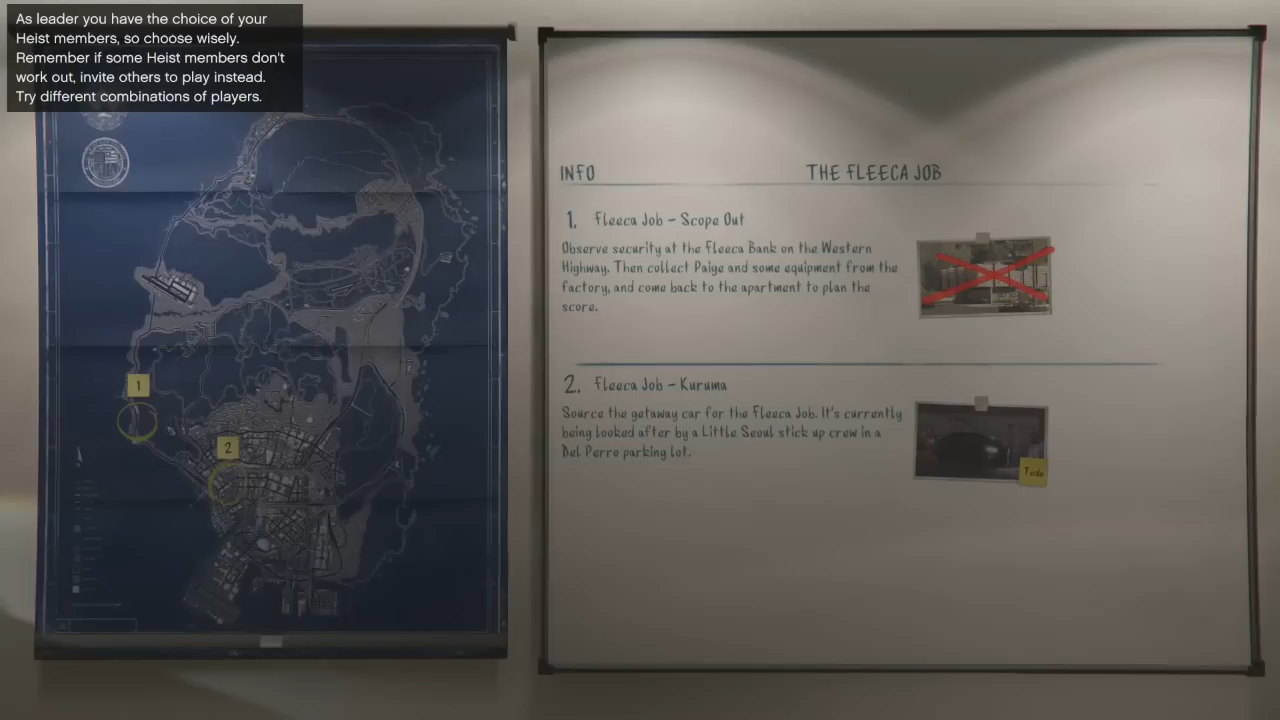 As leader you have the choice of your
Heist members, so choose wisely.
Remember if some Heist members don't
work out, invite others to play instead.
Try different combinations of players.
INFO
THE FLEECA JOB
1. Fleeca Job - Scope Out
Observe security at the Fleeca Bank on the Western
Highway. Then collect Paige and some equipment from the
factory, and come back to the apartment to plan the
score.
2. Fleeca Job - Kuruma
Source the getaway car for the Fleeca Job. It's currently
being looked after by a Little Seoul stick up crew in a
Del Perro parking lot.
Todo
1
2